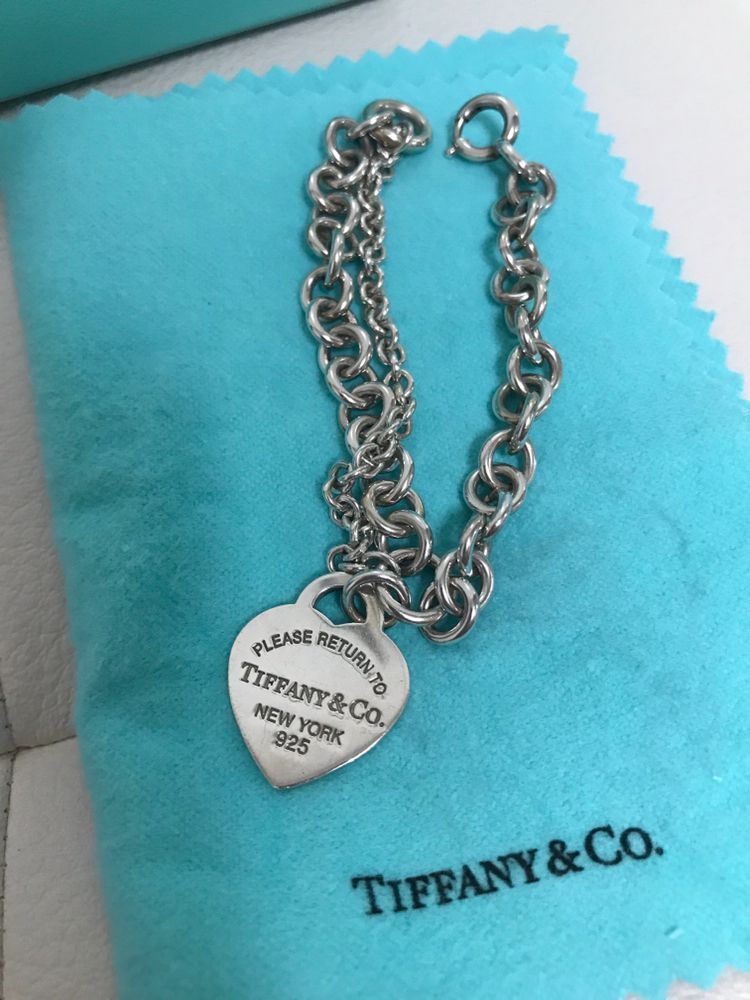 PLEASE RETURN TO
TIFFANY & CO.
NEW YORK
925
TIFFANY & CO.